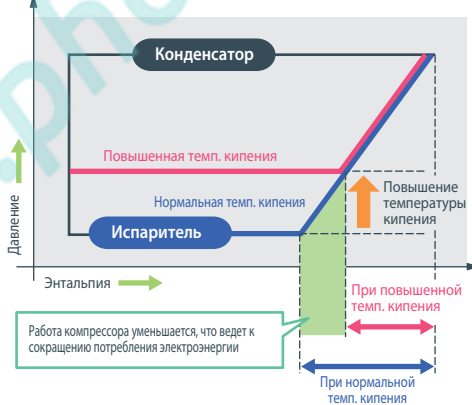 Конденсатор
Повышенная темп. кипения
Нормальная темп. кипения
Испаритель
Повышение
температуры
кипения
Давление
Энтальпия
При повышенной
темп. кипения
Работа компрессора уменьшается, что ведет к
сокращению потребления электроэнергии
При нормальной
темп. кипения